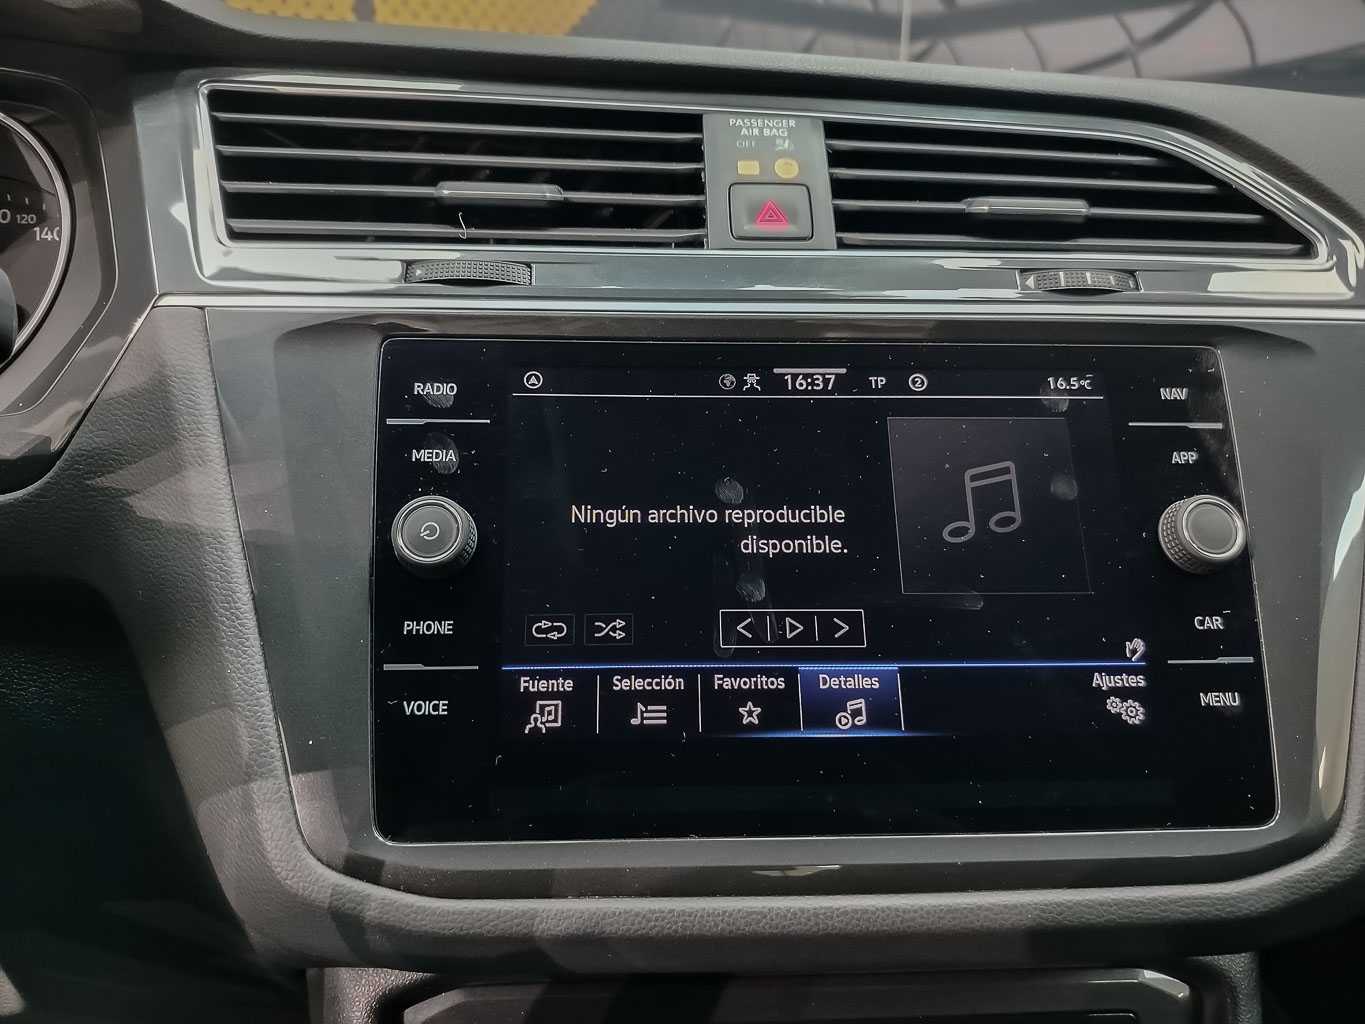 PASSENGER
AIR BAG
OFF
120
RADIO
16:37
TP
2
16.5°C
NAV
MEDIA
APP
Ningún archivo reproducible
disponible.
PHONE
CAR
Fuente
Selección
Favoritos
Detalles
Ajustes
VOICE
MENU